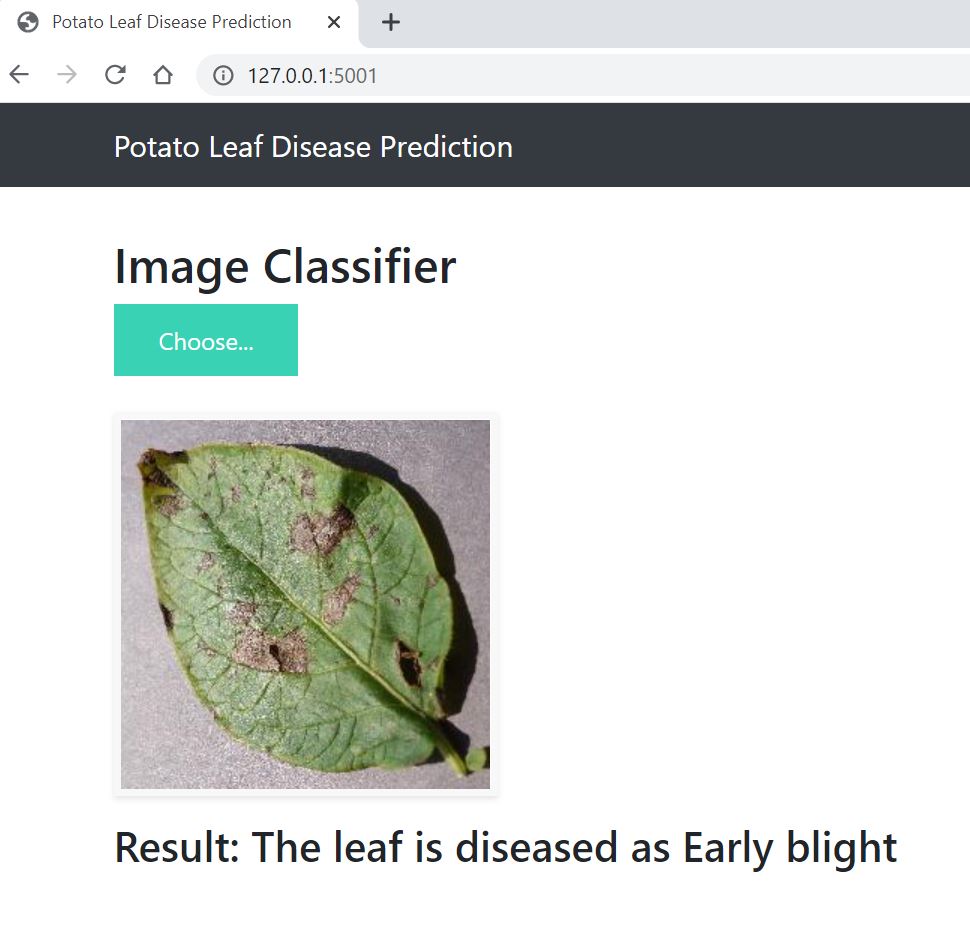 Potato Leaf Disease Prediction
127.0.0.1:5001
Potato Leaf Disease Prediction
Image Classifier
Choose...
Result: The leaf is diseased as Early blight